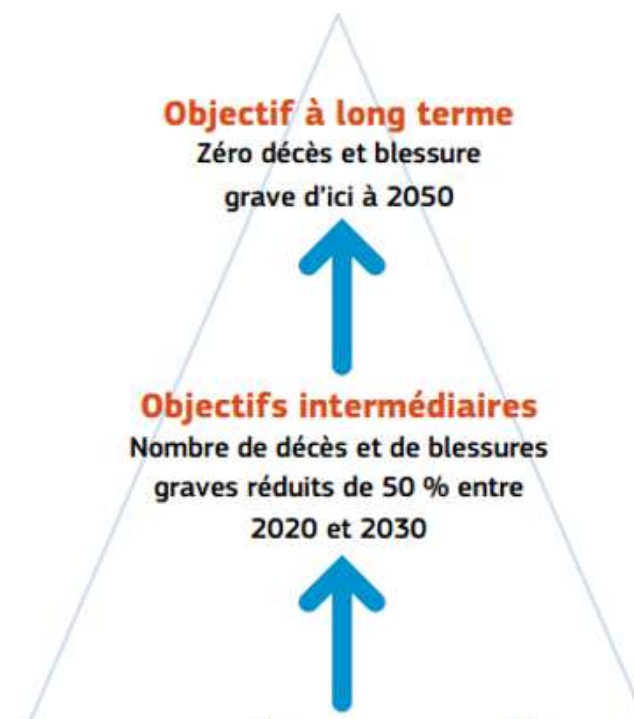 Objectif à long terme
Zéro décès et blessure
grave d'ici à 2050
Objectifs intermédiaires
Nombre de décès et de blessures
graves réduits de 50 % entre
2020 et 2030